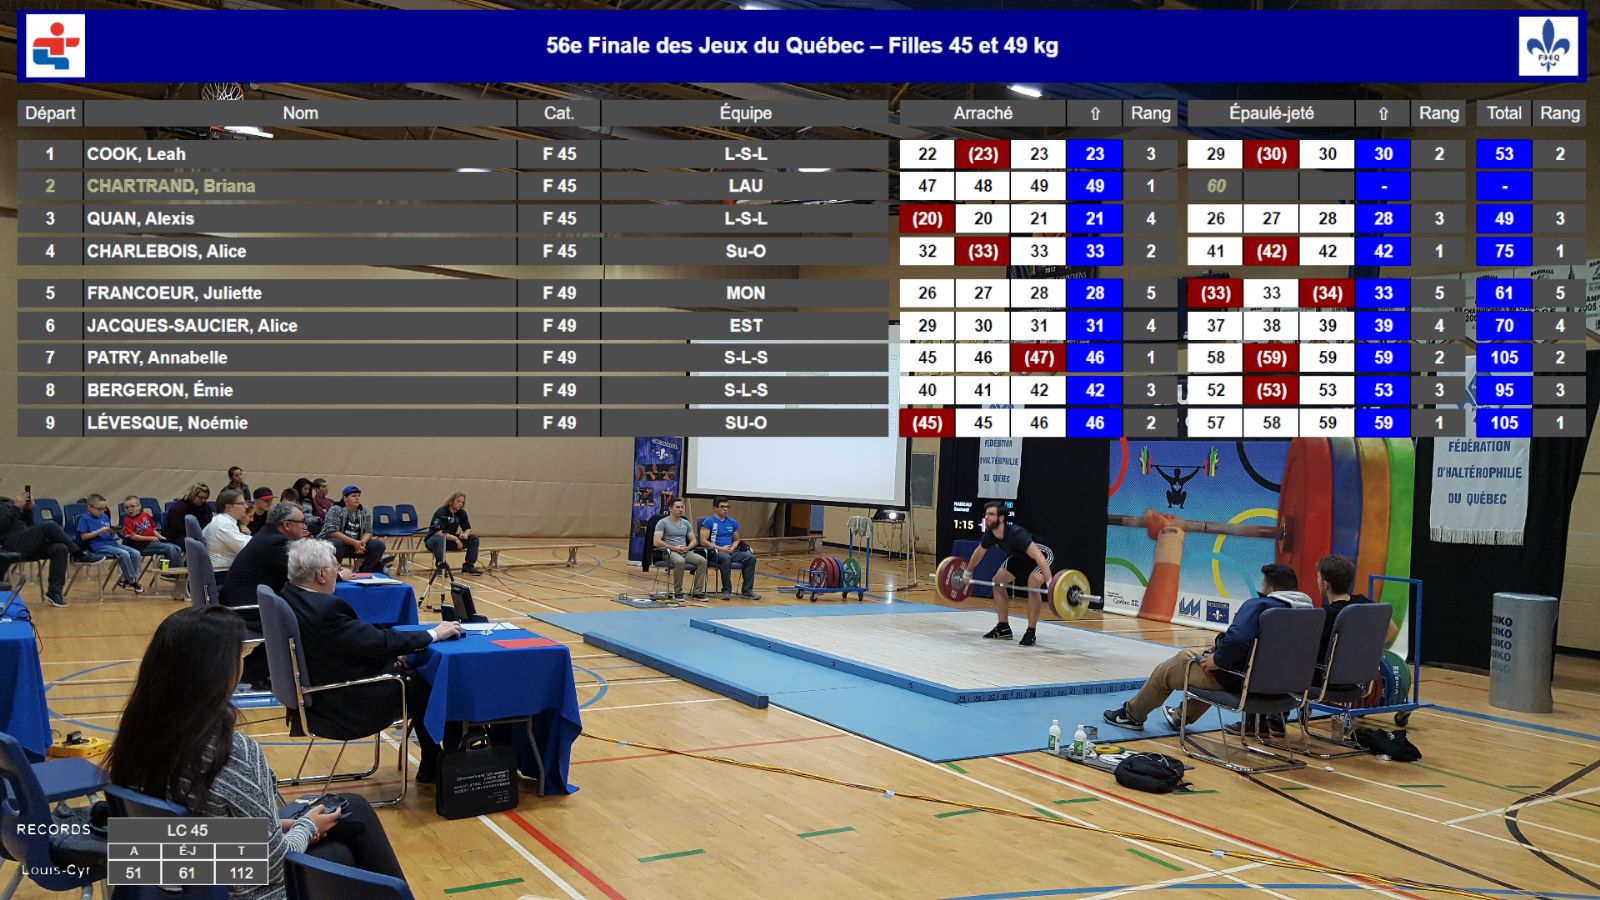 56e Finale des Jeux du Québec – Filles 45 et 49 kg
FHQ
Départ Nom Cat. Équipe Arraché ⇧ Rang Épaulé-jeté ⇧ Rang Total Rang
1 COOK, Leah F 45 L-S-L 22 (23) 23 23 3 29 (30) 30 30 2 53 2
2 CHARTRAND, Briana F 45 LAU 47 48 49 49 1 60 - -
3 QUAN, Alexis F 45 L-S-L (20) 20 21 21 4 26 27 28 28 3 49 3
4 CHARLEBOIS, Alice F 45 Su-O 32 (33) 33 33 2 41 (42) 42 42 1 75 1
5 FRANCOEUR, Juliette F 49 MON 26 27 28 28 5 (33) 33 (34) 33 5 61 5
6 JACQUES-SAUCIER, Alice F 49 EST 29 30 31 31 4 37 38 39 39 4 70 4
7 PATRY, Annabelle F 49 S-L-S 45 46 (47) 46 1 58 (59) 59 59 2 105 2
8 BERGERON, Émie F 49 S-L-S 40 41 42 42 3 52 (53) 53 53 3 95 3
9 LÉVESQUE, Noémie F 49 SU-O (45) 45 46 46 2 57 58 59 59 1 105 1
FÉDÉRATION
D'HALTÉROPHILIE
DU QUÉBEC
FÉDÉRATION
D'HALTÉROPHILIE
DU QUÉBEC
1:15
Québec
RECORDS LC 45
A É-J T
Louis-Cyr 51 61 112